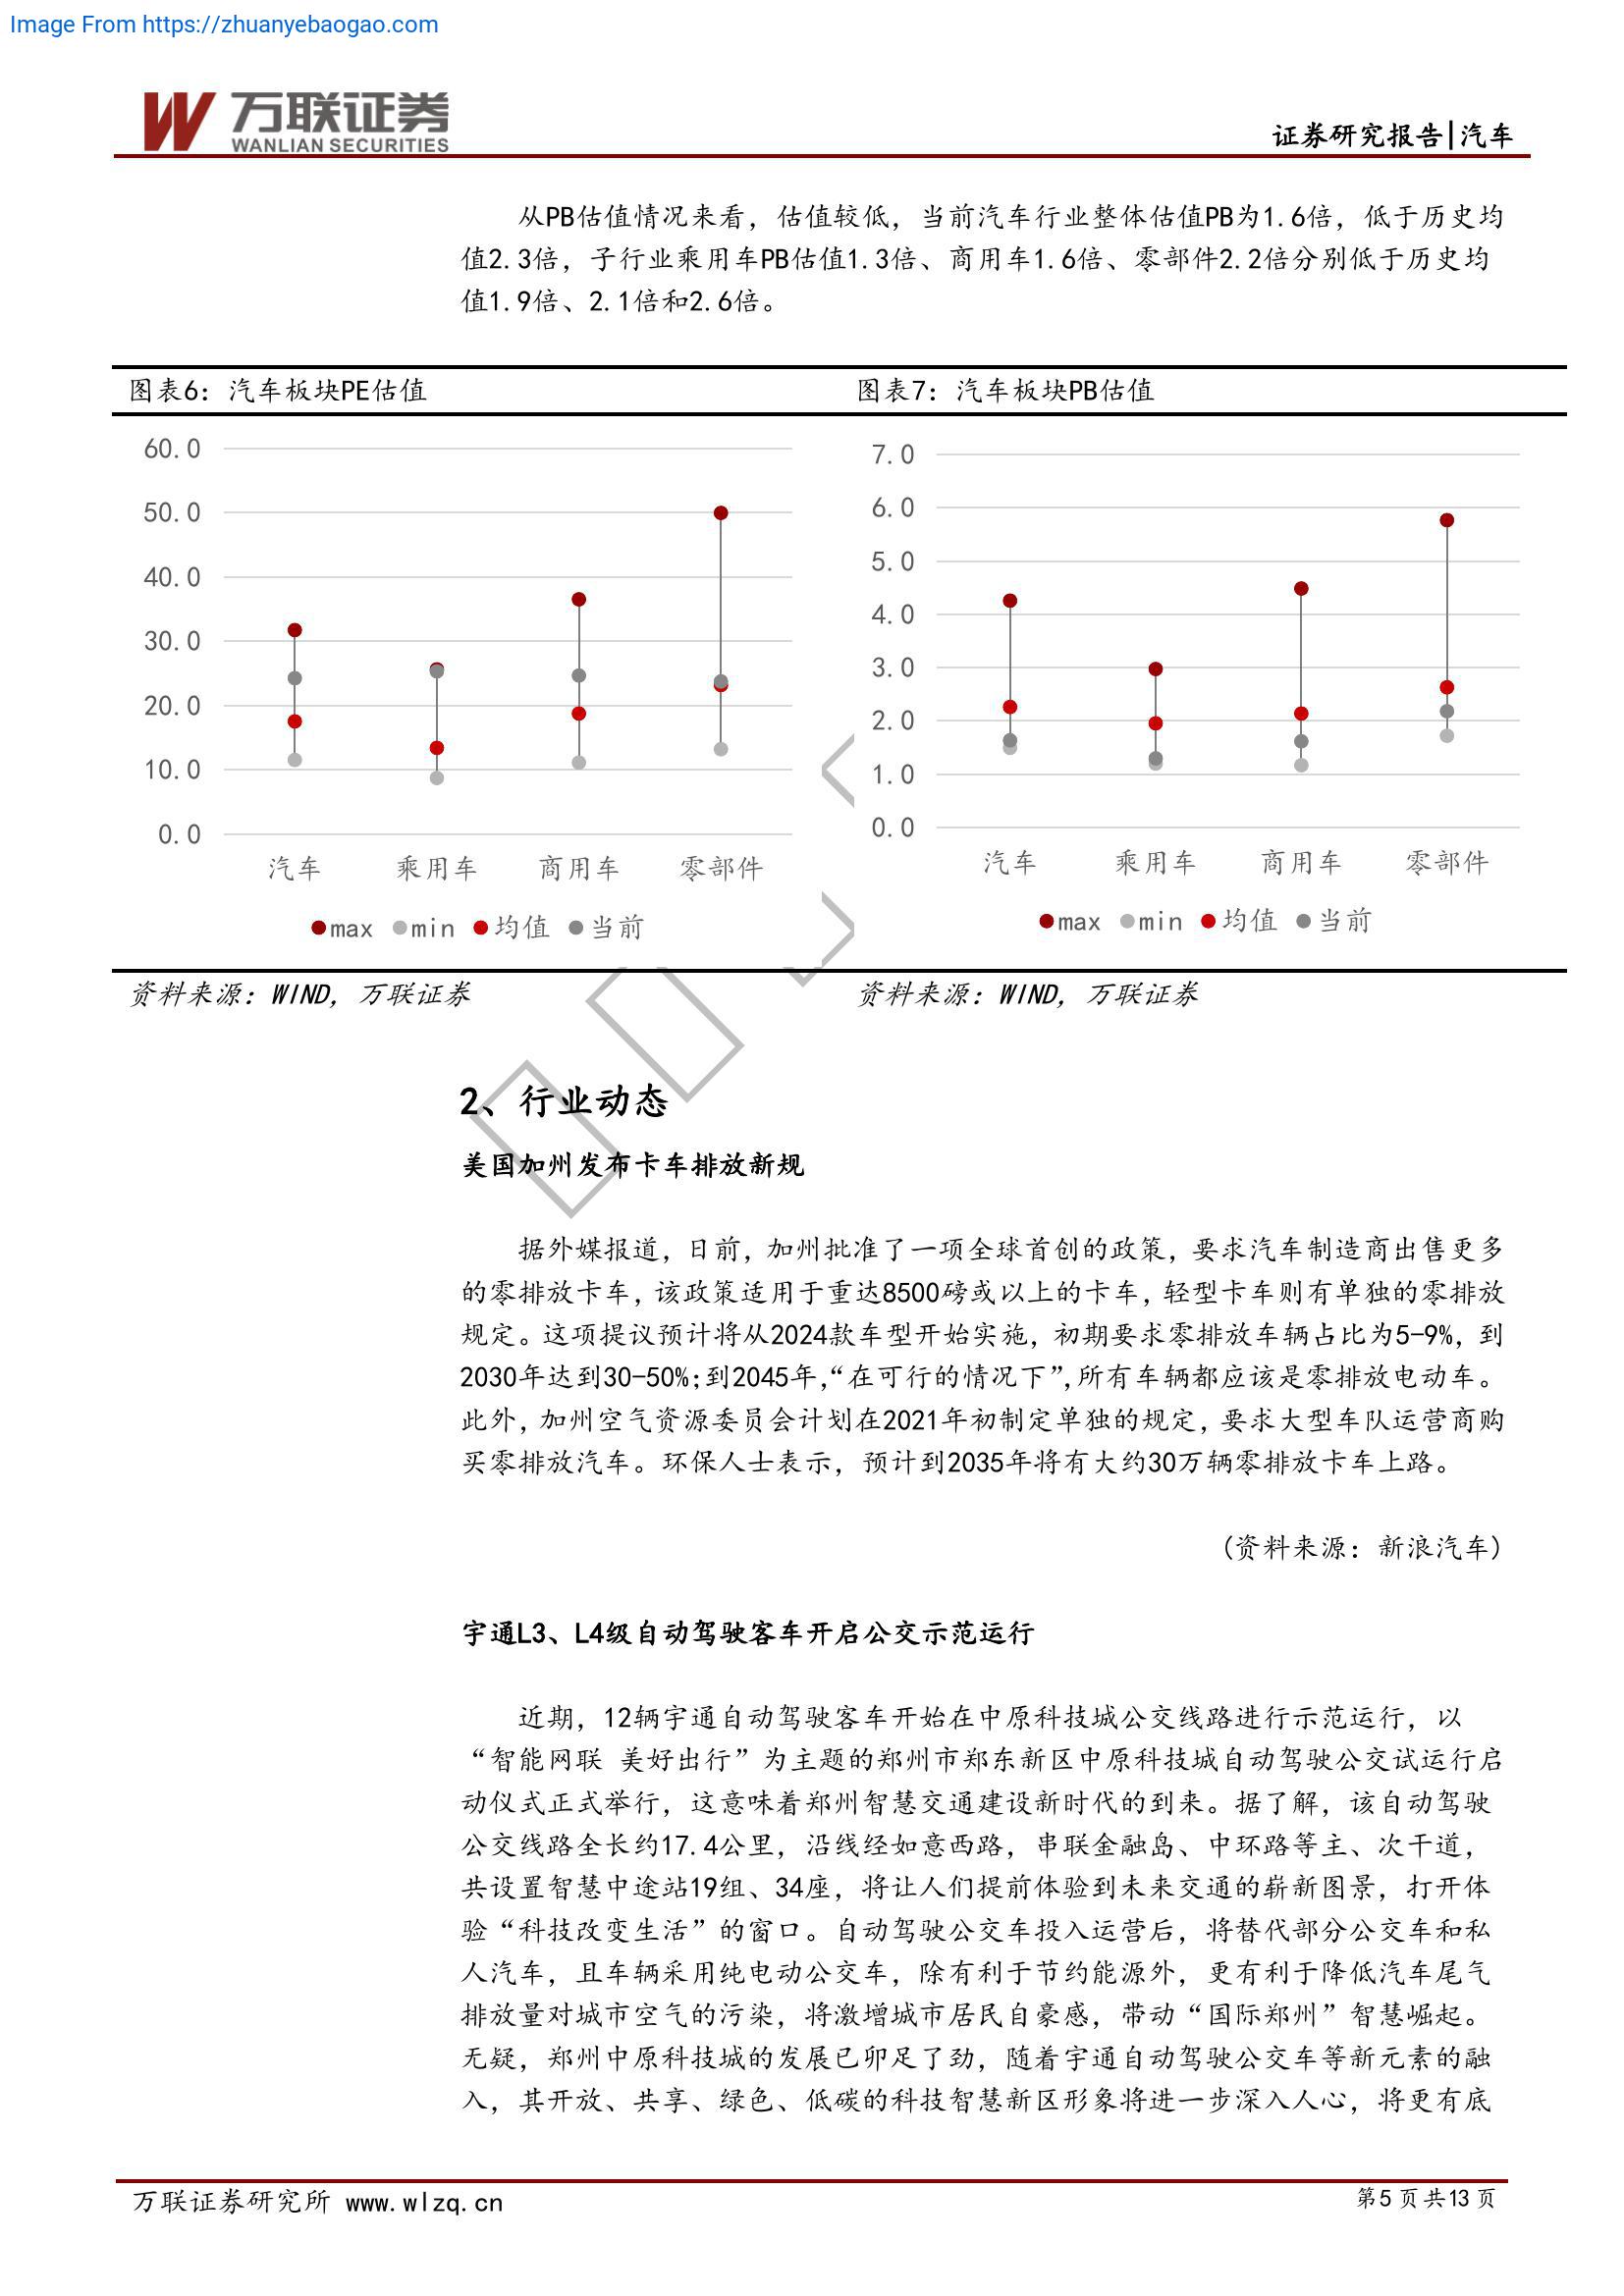 Image From https://zhuanyebaogao.com
万联证券
WANLIAN SECURITIES
证券研究报告|汽车
从PB估值情况来看，估值较低，当前汽车行业整体估值PB为1.6倍，低于历史均
值2.3倍，子行业乘用车PB估值1.3倍、商用车1.6倍、零部件2.2倍分别低于历史均
值1.9倍、2.1倍和2.6倍。
图表6：汽车板块PE估值
60.0
50.0
40.0
30.0
20.0
10.0
0.0
汽车 乘用车 商用车 零部件
max min 均值 当前
资料来源：WIND，万联证券
图表7：汽车板块PB估值
7.0
6.0
5.0
4.0
3.0
2.0
1.0
0.0
汽车 乘用车 商用车 零部件
max min 均值 当前
资料来源：WIND，万联证券
2、行业动态
美国加州发布卡车排放新规
据外媒报道，日前，加州批准了一项全球首创的政策，要求汽车制造商出售更多
的零排放卡车，该政策适用于重达8500磅或以上的卡车，轻型卡车则有单独的零排放
规定。这项提议预计将从2024款车型开始实施，初期要求零排放车辆占比为5-9%，到
2030年达到30-50%；到2045年，“在可行的情况下”，所有车辆都应该是零排放电动车。
此外，加州空气资源委员会计划在2021年初制定单独的规定，要求大型车队运营商购
买零排放汽车。环保人士表示，预计到2035年将有大约30万辆零排放卡车上路。
(资料来源：新浪汽车)
宇通L3、L4级自动驾驶客车开启公交示范运行
近期，12辆宇通自动驾驶客车开始在中原科技城公交线路进行示范运行，以
“智能网联 美好出行”为主题的郑州市郑东新区中原科技城自动驾驶公交试运行启
动仪式正式举行，这意味着郑州智慧交通建设新时代的到来。据了解，该自动驾驶
公交线路全长约17.4公里，沿线经如意西路，串联金融岛、中环路等主、次干道，
共设置智慧中途站19组、34座，将让人们提前体验到未来交通的崭新图景，打开体
验“科技改变生活”的窗口。自动驾驶公交车投入运营后，将替代部分公交车和私
人汽车，且车辆采用纯电动公交车，除有利于节约能源外，更有利于降低汽车尾气
排放量对城市空气的污染，将激增城市居民自豪感，带动“国际郑州”智慧崛起。
无疑，郑州中原科技城的发展已卯足了劲，随着宇通自动驾驶公交车等新元素的融
入，其开放、共享、绿色、低碳的科技智慧新区形象将进一步深入人心，将更有底
万联证券研究所 www.wlzq.cn
第5页共13页